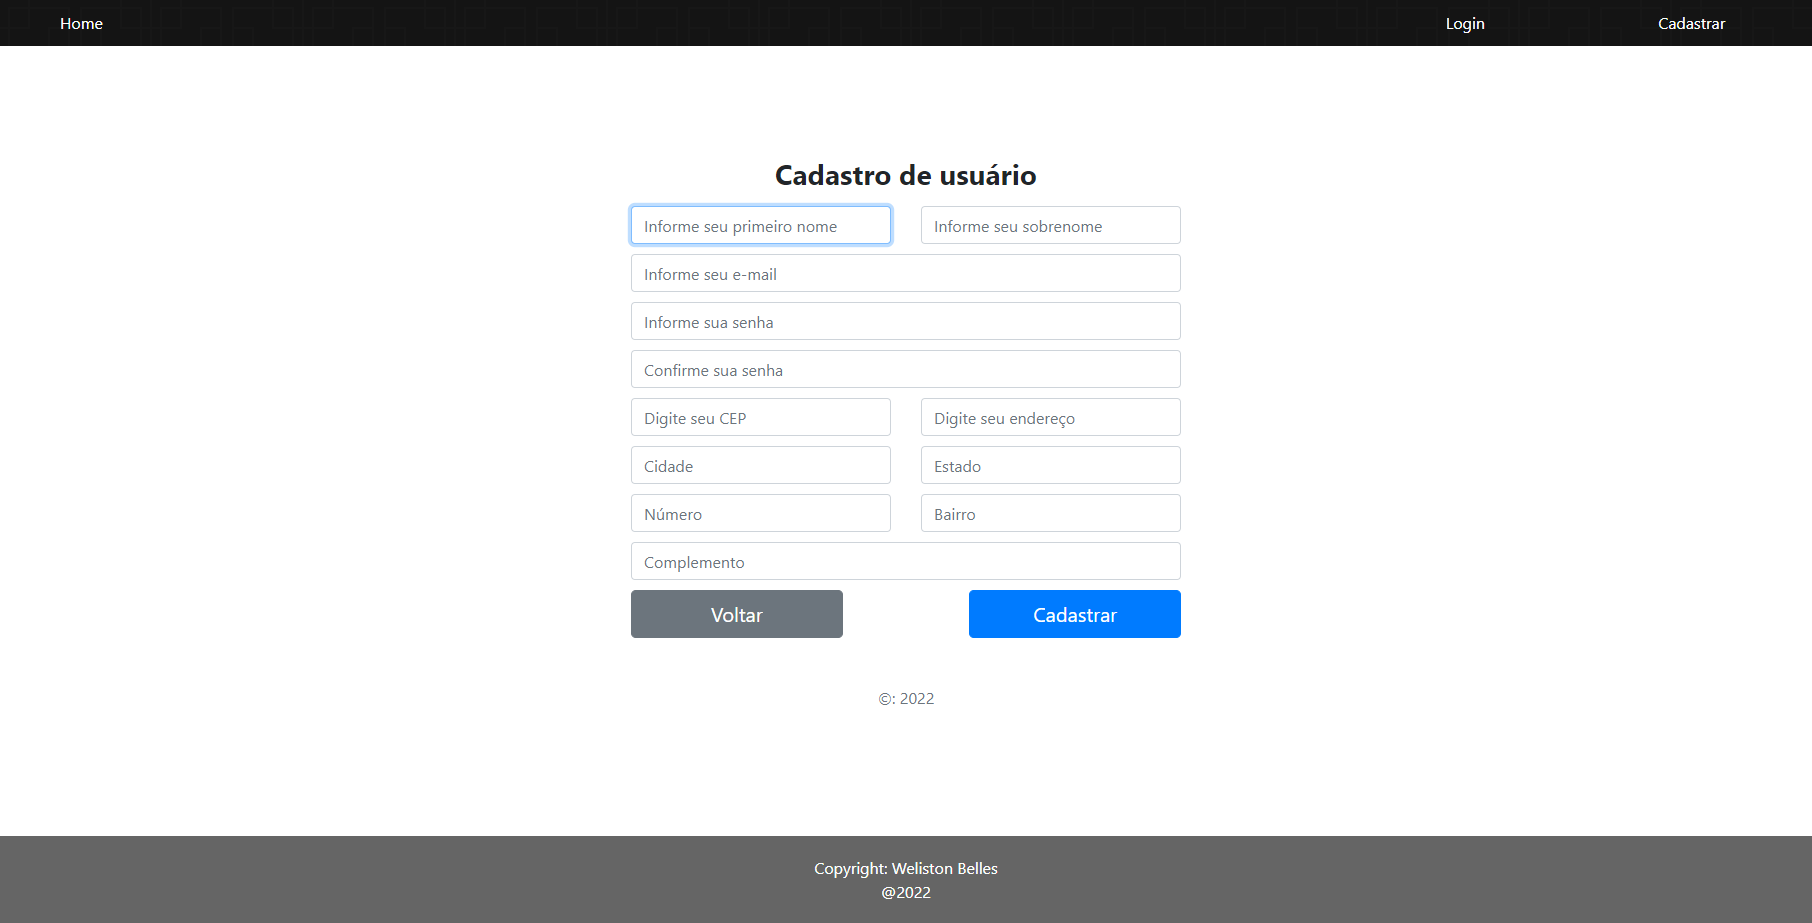 Home Login Cadastrar
Cadastro de usuário
Informe seu primeiro nome Informe seu sobrenome
Informe seu e-mail
Informe sua senha
Confirme sua senha
Digite seu CEP Digite seu endereço
Cidade Estado
Número Bairro
Complemento
Voltar Cadastrar
©: 2022
Copyright: Weliston Belles
@2022